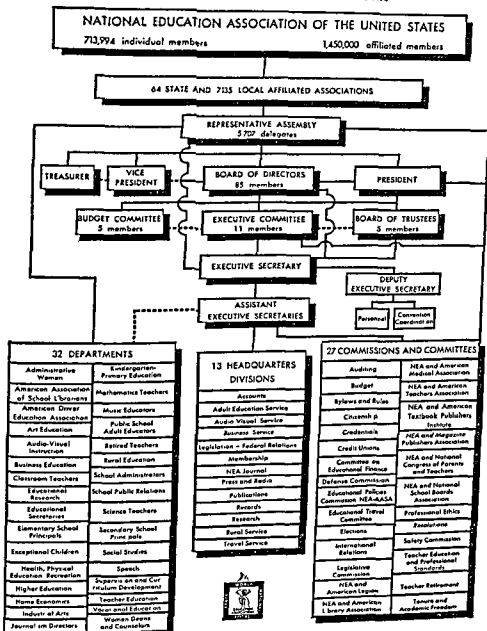 NATIONAL EDUCATION ASSOCIATION OF THE UNITED STATES
713,994 individual members
1,450,000 affiliated members
64 STATE AND 7135 LOCAL AFFILIATED ASSOCIATIONS
REPRESENTATIVE ASSEMBLY
5707 delegates
TREASURER
VICE
PRESIDENT
BOARD OF DIRECTORS
85 members
PRESIDENT
BUDGET COMMITTEE
5 members
EXECUTIVE COMMITTEE
11 members
BOARD OF TRUSTEES
5 members
EXECUTIVE SECRETARY
DEPUTY
EXECUTIVE SECRETARY
Personnel
Convention
Coordination
ASSISTANT
EXECUTIVE SECRETARIES
32 DEPARTMENTS
Administrative
Women
American Association
of School Librarians
American Driver
Education Association
Art Education
Audio-Visual
Instruction
Business Education
Classroom Teachers
Educational
Research
Educational
Secretaries
Elementary School
Principals
Exceptional Children
Health, Physical
Education Recreation
Higher Education
Home Economics
Industrial Arts
Journalism Directors
Kindergarten-
Primary Education
Mathematics Teachers
Music Educators
Public School
Adult Educators
Retired Teachers
Rural Education
School Administrators
School Public Relations
Science Teachers
Secondary School
Principals
Social Studies
Speech
Supervision and Cur
riculum Development
Teacher Education
Vocational Education
Women Deans
and Counselors
13 HEADQUARTERS
DIVISIONS
Accounts
Adult Education Service
Audio Visual Service
Business Service
Legislation - Federal Relations
Membership
NEA Journal
Press and Radio
Publications
Records
Research
Rural Service
Travel Service
27 COMMISSIONS AND COMMITTEES
Auditing
Budget
Bylaws and Rules
Citizenship
Credentials
Credit Unions
Committee on
Educational Finance
Defense Commission
Educational Policies
Commission NEA-AASA
Educational Travel
Committee
Elections
International
Relations
Legislative
Commission
NEA and
American Legion
NEA and American
Library Association
NEA and American
Medical Association
NEA and American
Teachers Association
NEA and American
Textbook Publishers
Institute
NEA and Magazine
Publishers Association
NEA and National
Congress of Parents
and Teachers
NEA and National
School Boards
Association
Professional Ethics
Resolutions
Safety Commission
Teacher Education
and Professional
Standards
Teacher Retirement
Tenure and
Academic Freedom